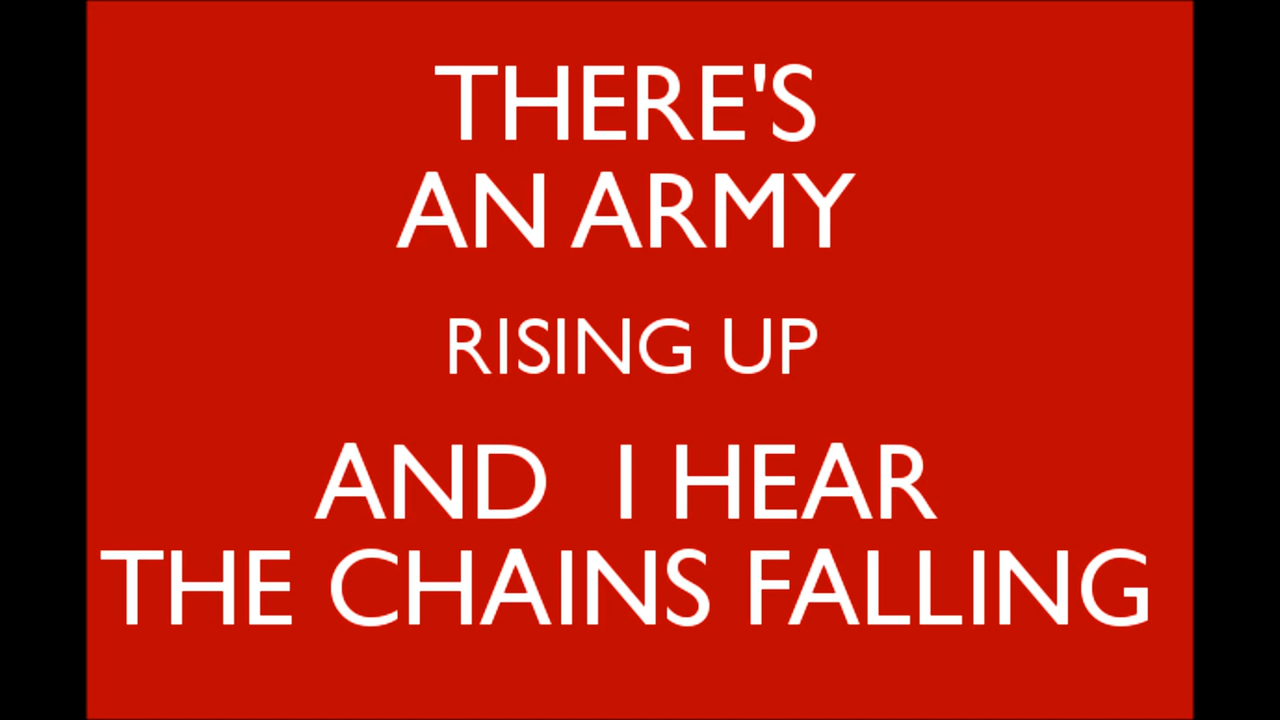 THERE'S
AN ARMY
RISING UP
AND I HEAR
THE CHAINS FALLING